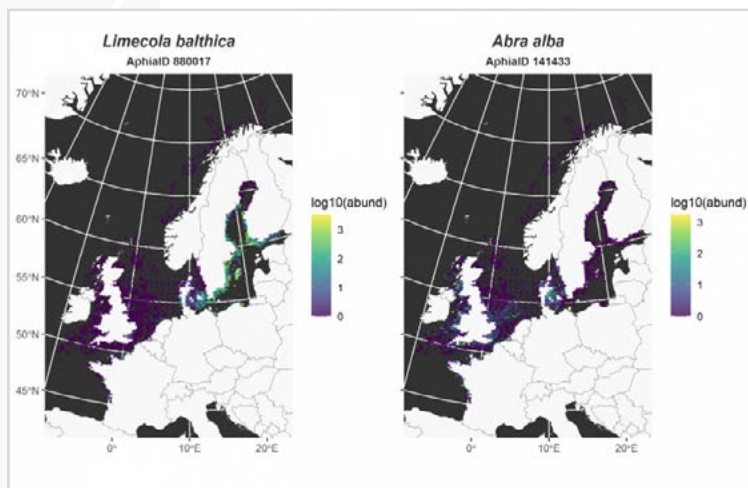 Limecola balthica
AphiaID 880017
70°N
65°N
60°N
55°N
50°N
45°N
0°
10°E
20°E
log10(abund)
3
2
1
0
Abra alba
AphiaID 141433
70°N
65°N
60°N
55°N
50°N
45°N
0°
10°E
20°E
log10(abund)
3
2
1
0